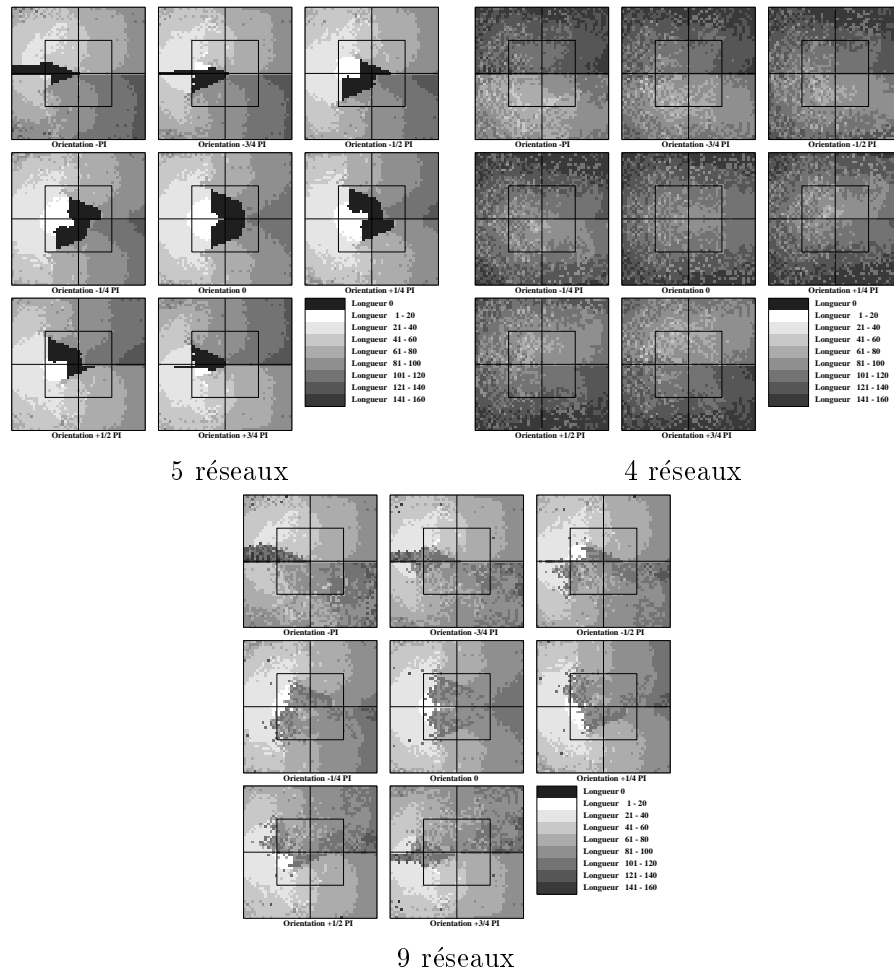 Orientation -PI
Orientation -3/4 PI
Orientation -1/2 PI
Orientation -1/4 PI
Orientation 0
Orientation +1/4 PI
Orientation +1/2 PI
Orientation +3/4 PI
Longueur 0
Longueur 1 - 20
Longueur 21 - 40
Longueur 41 - 60
Longueur 61 - 80
Longueur 81 - 100
Longueur 101 - 120
Longueur 121 - 140
Longueur 141 - 160
5 réseaux
Orientation -PI
Orientation -3/4 PI
Orientation -1/2 PI
Orientation -1/4 PI
Orientation 0
Orientation +1/4 PI
Orientation +1/2 PI
Orientation +3/4 PI
Longueur 0
Longueur 1 - 20
Longueur 21 - 40
Longueur 41 - 60
Longueur 61 - 80
Longueur 81 - 100
Longueur 101 - 120
Longueur 121 - 140
Longueur 141 - 160
4 réseaux
Orientation -PI
Orientation -3/4 PI
Orientation -1/2 PI
Orientation -1/4 PI
Orientation 0
Orientation +1/4 PI
Orientation +1/2 PI
Orientation +3/4 PI
Longueur 0
Longueur 1 - 20
Longueur 21 - 40
Longueur 41 - 60
Longueur 61 - 80
Longueur 81 - 100
Longueur 101 - 120
Longueur 121 - 140
Longueur 141 - 160
9 réseaux